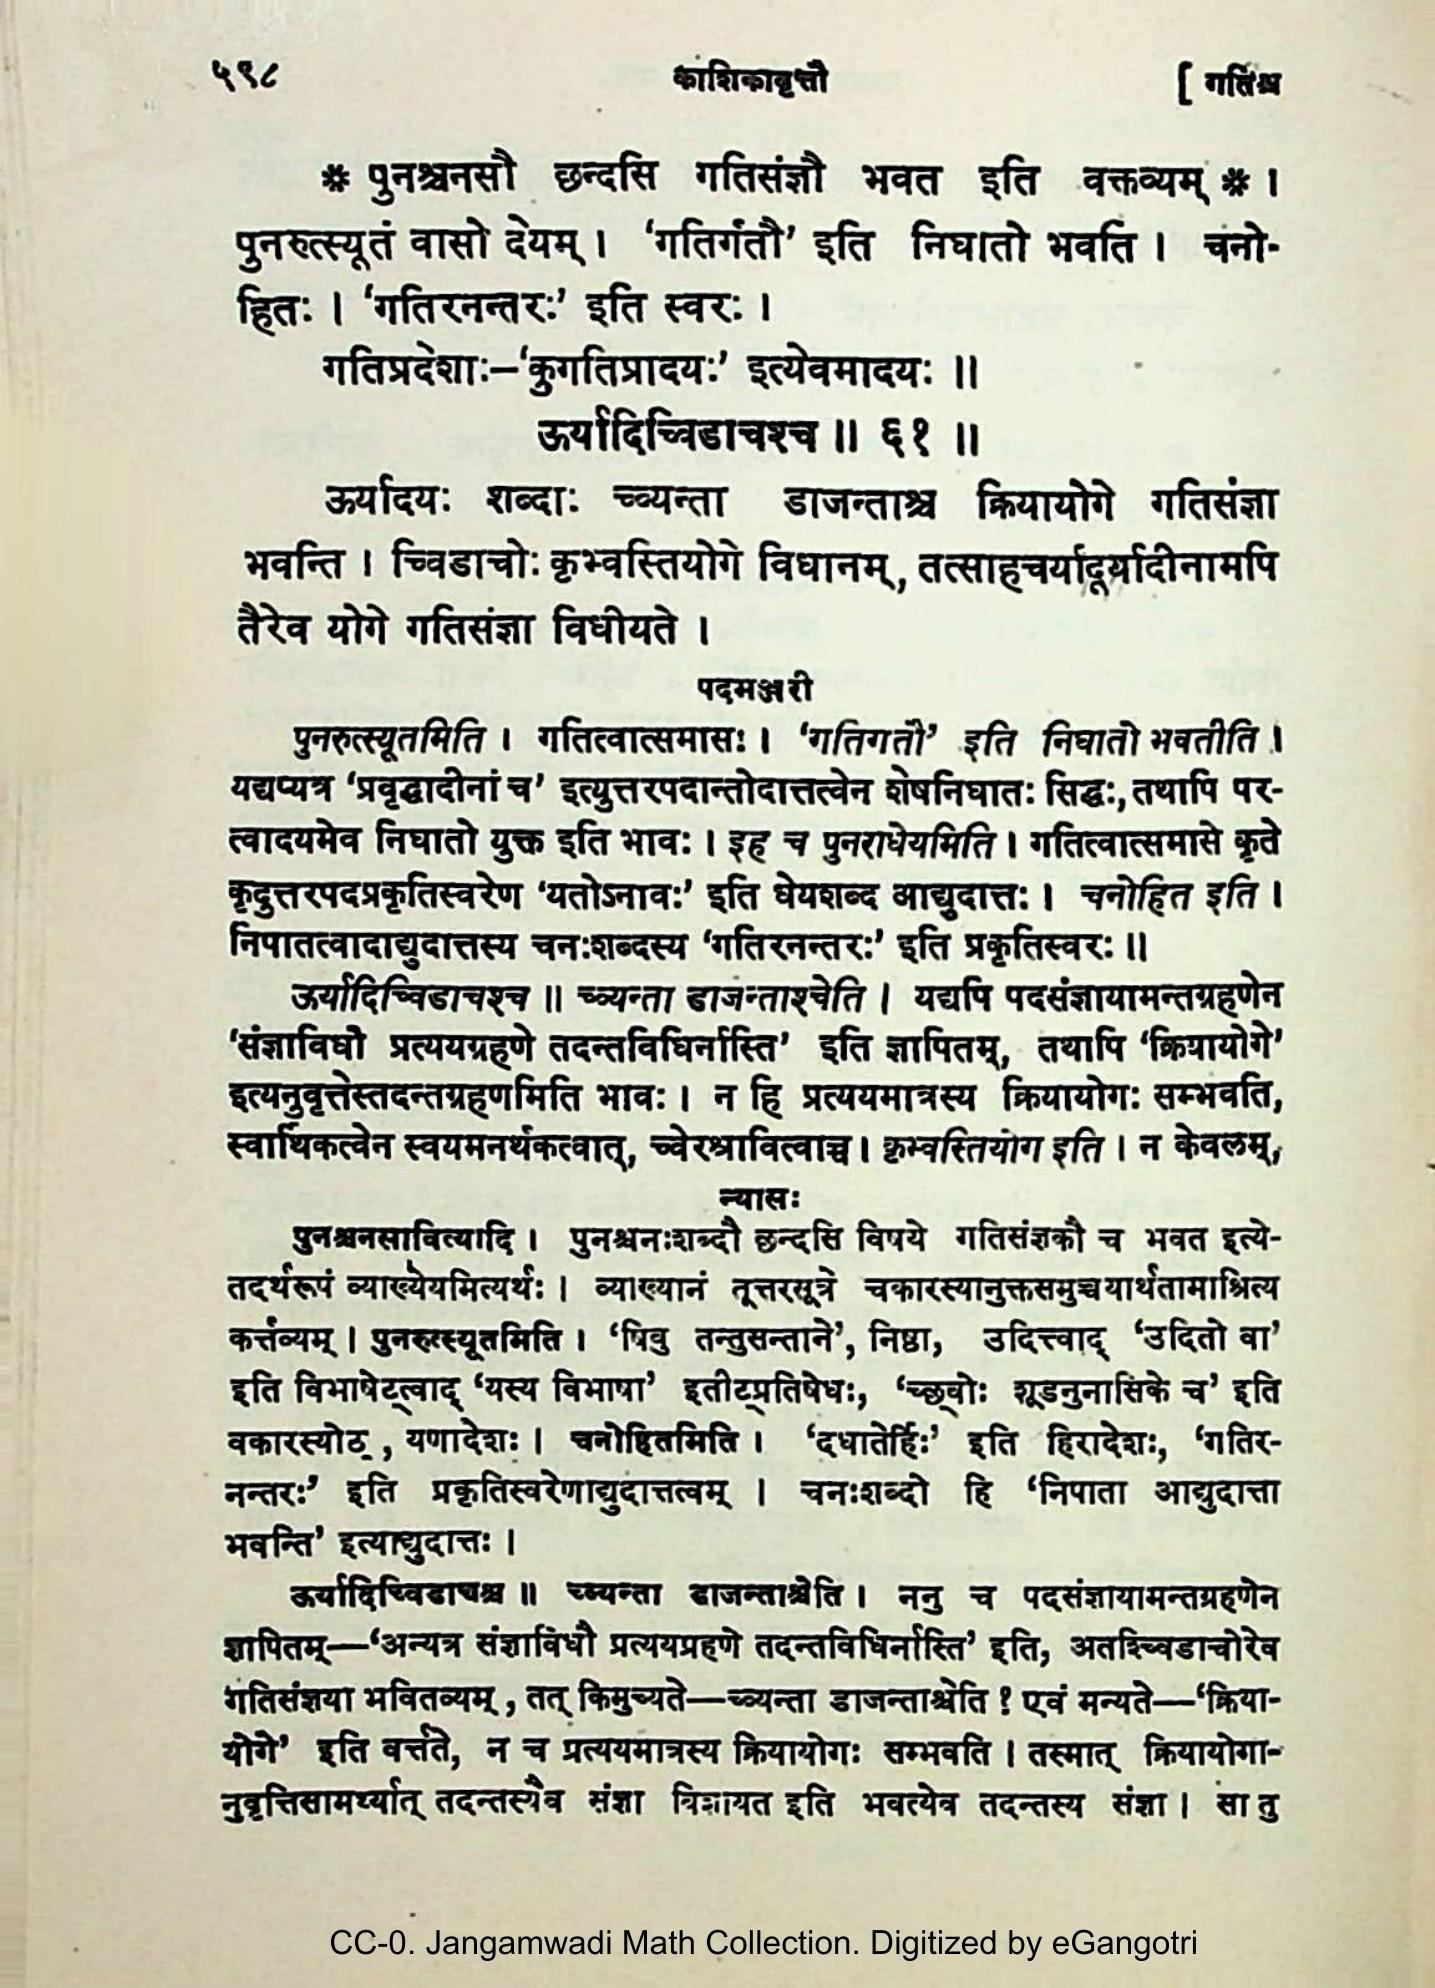 ५९८ काशिकावृत्तौ [ गतिश्च
* पुनश्चनसौ छन्दसि गतिसंज्ञौ भवत इति वक्तव्यम् * ।
पुनरुत्स्यूतं वासो देयम् । ‘गतिर्गतौ’ इति निघातो भवति । चनो-
हितः । ‘गतिरनन्तरः’ इति स्वरः ।
गतिप्रदेशाः—‘कुगतिप्रादयः’ इत्येवमादयः ॥
ऊर्यादिच्विडाचश्च ॥ ६१ ॥
ऊर्यादयः शब्दाः च्व्यन्ता डाजन्ताश्च क्रियायोगे गतिसंज्ञा
भवन्ति । च्विडाचोः कृभ्वस्तियोगे विधानम्, तत्साहचर्यादूर्यादीनामपि
तैरेव योगे गतिसंज्ञा विधीयते ।
पदमञ्जरी
पुनरुत्स्यूतमिति । गतित्वात्समासः । ‘गतिगतौ’ इति निघातो भवतीति ।
यद्यप्यत्र ‘प्रवृद्धादीनां च’ इत्युत्तरपदान्तोदात्तत्वेन शेषनिघातः सिद्धः, तथापि पर-
त्वादयमेव निघातो युक्त इति भावः । इह च पुनराधेयमिति । गतित्वात्समासे कृते
कृदुत्तरपदप्रकृतिस्वरेण ‘यतोऽनावः’ इति धेयशब्द आद्युदात्तः । चनोहित इति ।
निपातत्वादाद्युदात्तस्य चनःशब्दस्य ‘गतिरनन्तरः’ इति प्रकृतिस्वरः ॥
ऊर्यादिच्विडाचश्च ॥ च्व्यन्ता डाजन्ताश्चेति । यद्यपि पदसंज्ञायामन्तग्रहणेन
‘संज्ञाविधौ प्रत्ययग्रहणे तदन्तविधिर्नास्ति’ इति ज्ञापितम्, तथापि ‘क्रियायोगे’
इत्यनुवृत्तेस्तदन्तग्रहणमिति भावः । न हि प्रत्ययमात्रस्य क्रियायोगः सम्भवति,
स्वार्थिकत्वेन स्वयमनर्थकत्वात्, च्वेरश्रावित्वाच्च । कृभ्वस्तियोग इति । न केवलम्,
न्यासः
पुनश्चनसावित्यादि । पुनश्चनःशब्दौ छन्दसि विषये गतिसंज्ञकौ च भवत इत्ये-
तदर्थरूपं व्याख्येयमित्यर्थः । व्याख्यानं तूत्तरसूत्रे चकारस्यानुक्तसमुच्चयार्थतामाश्रित्य
कर्त्तव्यम् । पुनरुत्स्यूतमिति । ‘षिवु तन्तुसन्ताने’, निष्ठा, उदित्त्वाद् ‘उदितो वा’
इति विभाषेट्त्वाद् ‘यस्य विभाषा’ इतीट्प्रतिषेधः, ‘च्छ्वोः शूडनुनासिके च’ इति
वकारस्योठ्, यणादेशः । चनोहितमिति । ‘दधातेर्हिः’ इति हिरादेशः, ‘गतिर-
नन्तरः’ इति प्रकृतिस्वरेणाद्युदात्तत्वम् । चनःशब्दो हि ‘निपाता आद्युदात्ता
भवन्ति’ इत्याद्युदात्तः ।
ऊर्यादिच्विडाचश्च ॥ च्व्यन्ता डाजन्ताश्चेति । ननु च पदसंज्ञायामन्तग्रहणेन
ज्ञापितम्—‘अन्यत्र संज्ञाविधौ प्रत्ययग्रहणे तदन्तविधिर्नास्ति’ इति, अतश्च्विडाचोरेव
गतिसंज्ञया भवितव्यम्, तत् किमुच्यते—च्व्यन्ता डाजन्ताश्चेति ? एवं मन्यते—‘क्रिया-
योगे’ इति वर्त्तते, न च प्रत्ययमात्रस्य क्रियायोगः सम्भवति । तस्मात् क्रियायोगा-
नुवृत्तिसामर्थ्यात् तदन्तस्यैव संज्ञा विज्ञायत इति भवत्येव तदन्तस्य संज्ञा । सा तु
CC-0. Jangamwadi Math Collection. Digitized by eGangotri